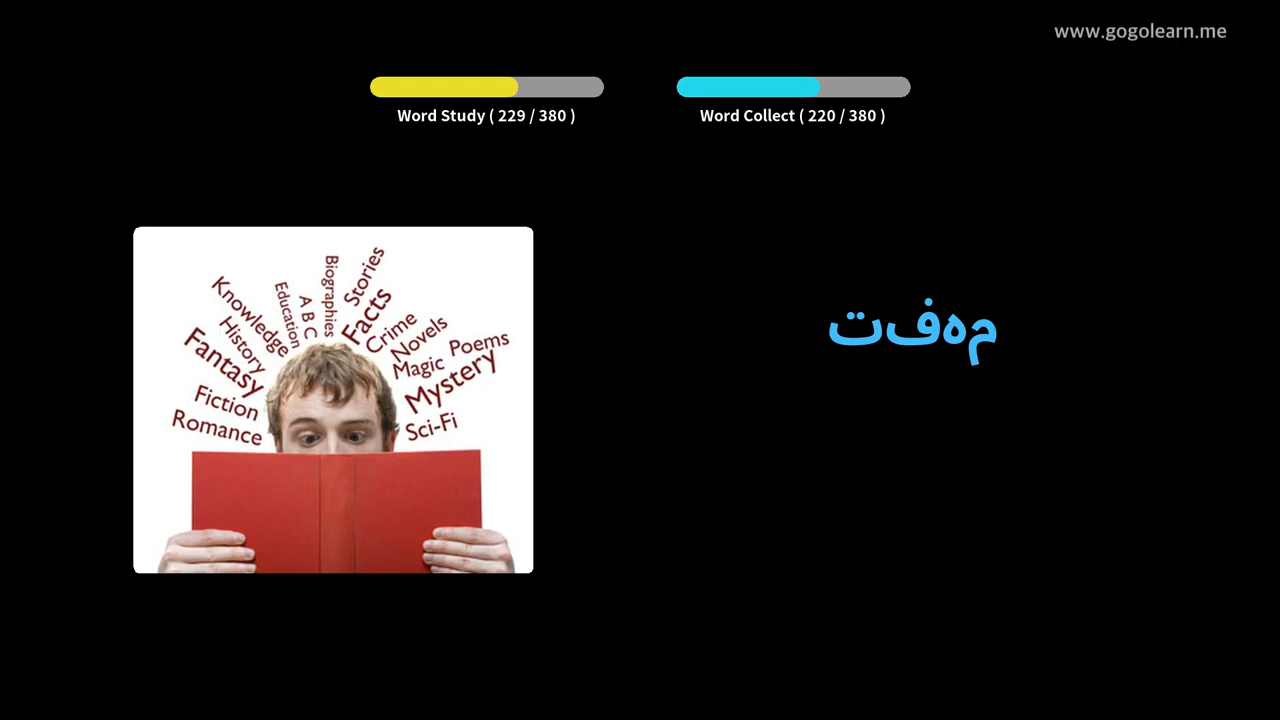 www.gogolearn.me
Word Study ( 229 / 380 )
Word Collect ( 220 / 380 )
Knowledge
History
Fantasy
Fiction
Romance
Education
A B C
Biographies
Stories
Facts
Crime
Novels
Magic
Poems
Mystery
Sci-Fi
مهفت